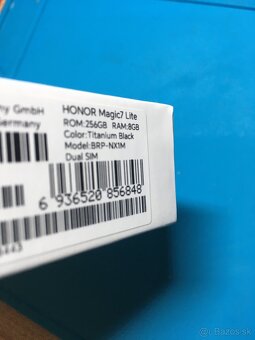 ny GmbH
Germany
HONOR Magic7 Lite
ROM:256GB RAM:8GB
Color:Titanium Black
Model:BRP-NX1M
Dual SIM
6 936520 856848
© Bazos.sk